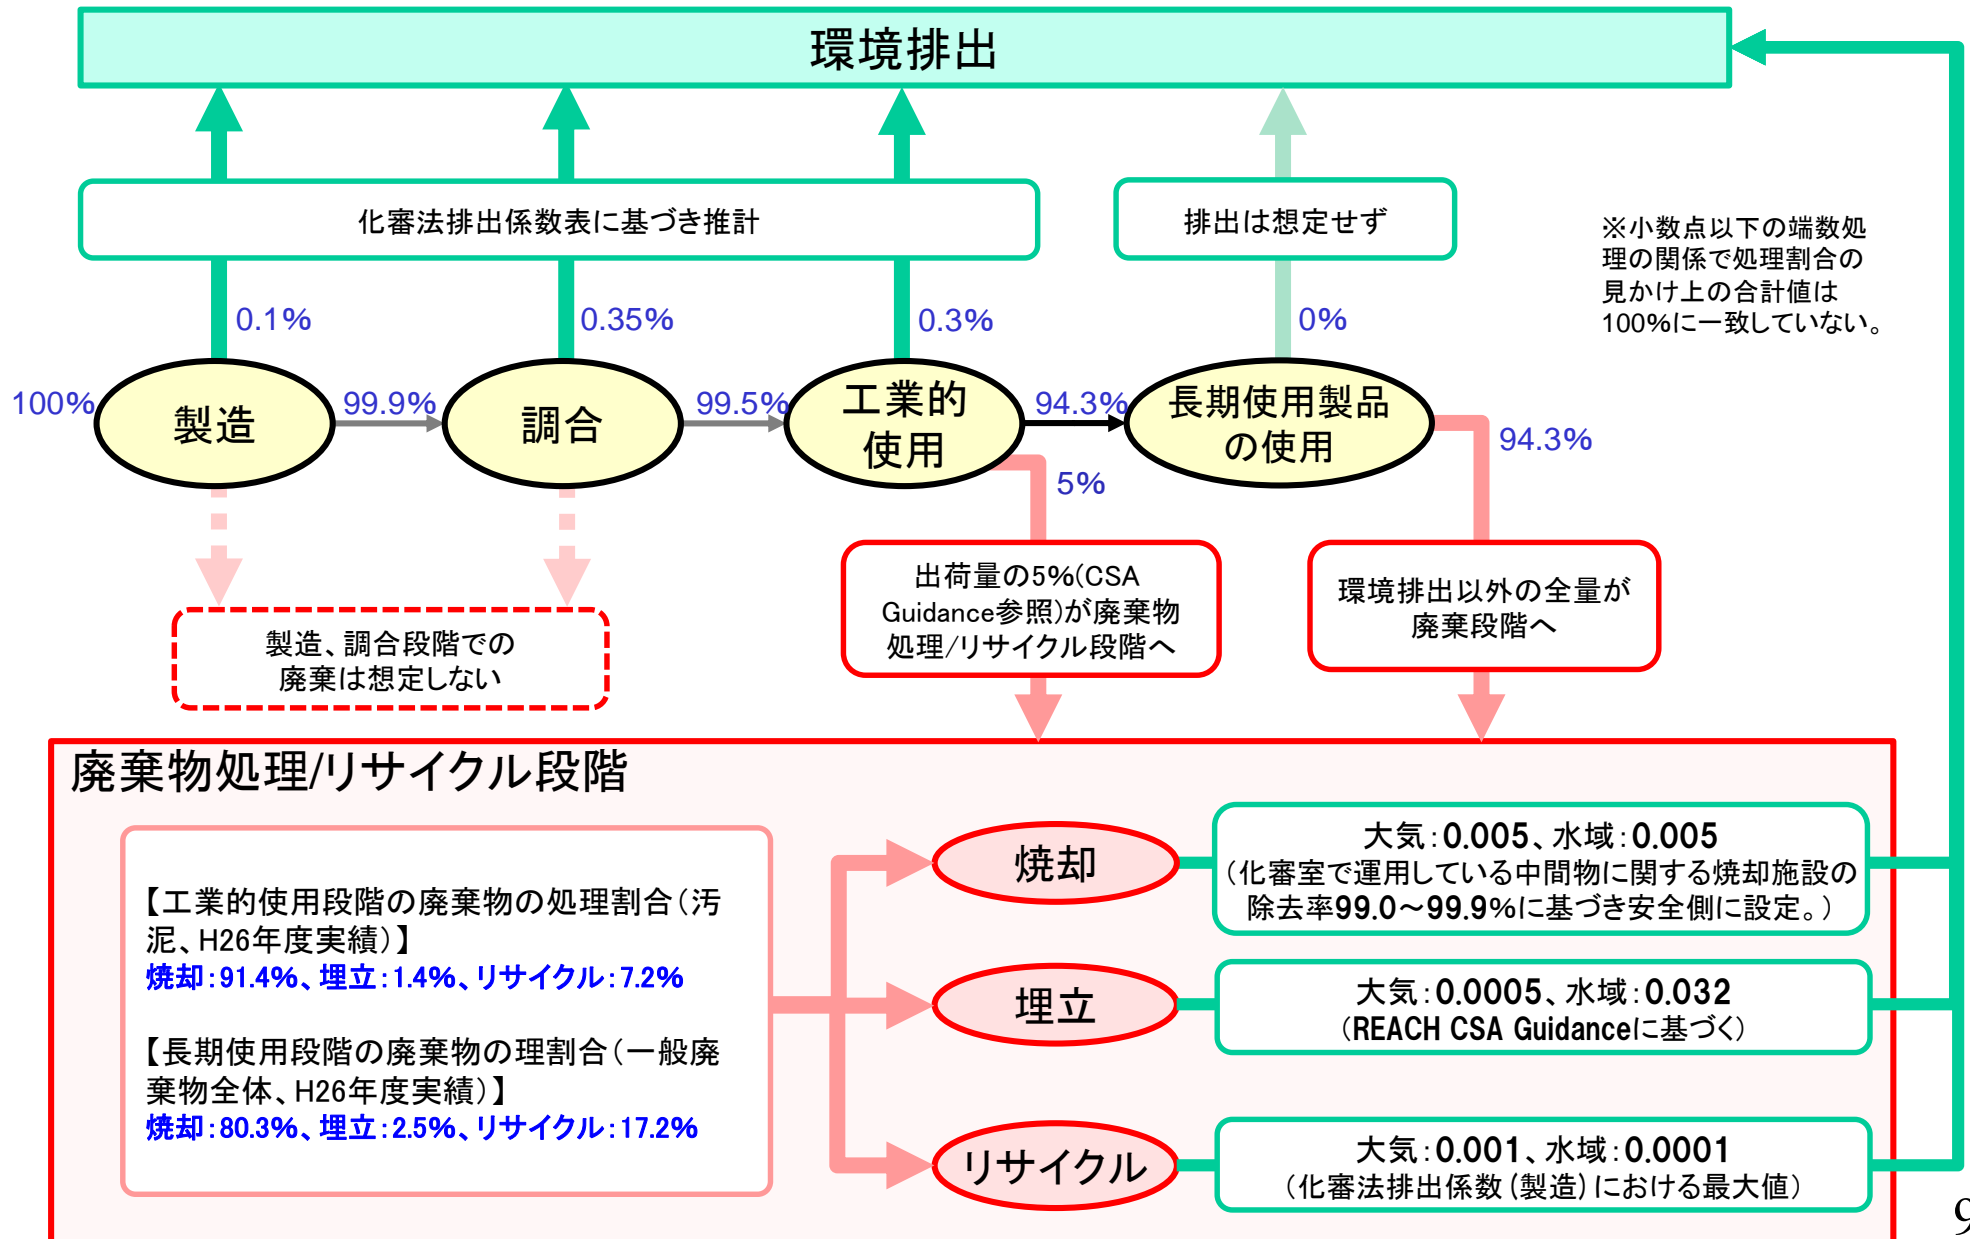 環境排出
化審法排出係数表に基づき推計
排出は想定せず
※小数点以下の端数処
理の関係で処理割合の
見かけ上の合計値は
100%に一致していない。
0.1%
0.35%
0.3%
0%
100%
製造
99.9%
調合
99.5%
工業的
使用
94.3%
長期使用製品
の使用
94.3%
5%
製造、調合段階での
廃棄は想定しない
出荷量の5%(CSA
Guidance参照)が廃棄物
処理/リサイクル段階へ
環境排出以外の全量が
廃棄段階へ
廃棄物処理/リサイクル段階
【工業的使用段階の廃棄物の処理割合(汚
泥、H26年度実績)】
焼却:91.4%、埋立:1.4%、リサイクル:7.2%
【長期使用段階の廃棄物の理割合(一般廃
棄物全体、H26年度実績)】
焼却:80.3%、埋立:2.5%、リサイクル:17.2%
焼却
大気:0.005、水域:0.005
(化審室で運用している中間物に関する焼却施設の
除去率99.0～99.9%に基づき安全側に設定。)
埋立
大気:0.0005、水域:0.032
(REACH CSA Guidanceに基づく)
リサイクル
大気:0.001、水域:0.0001
(化審法排出係数(製造)における最大値)
9